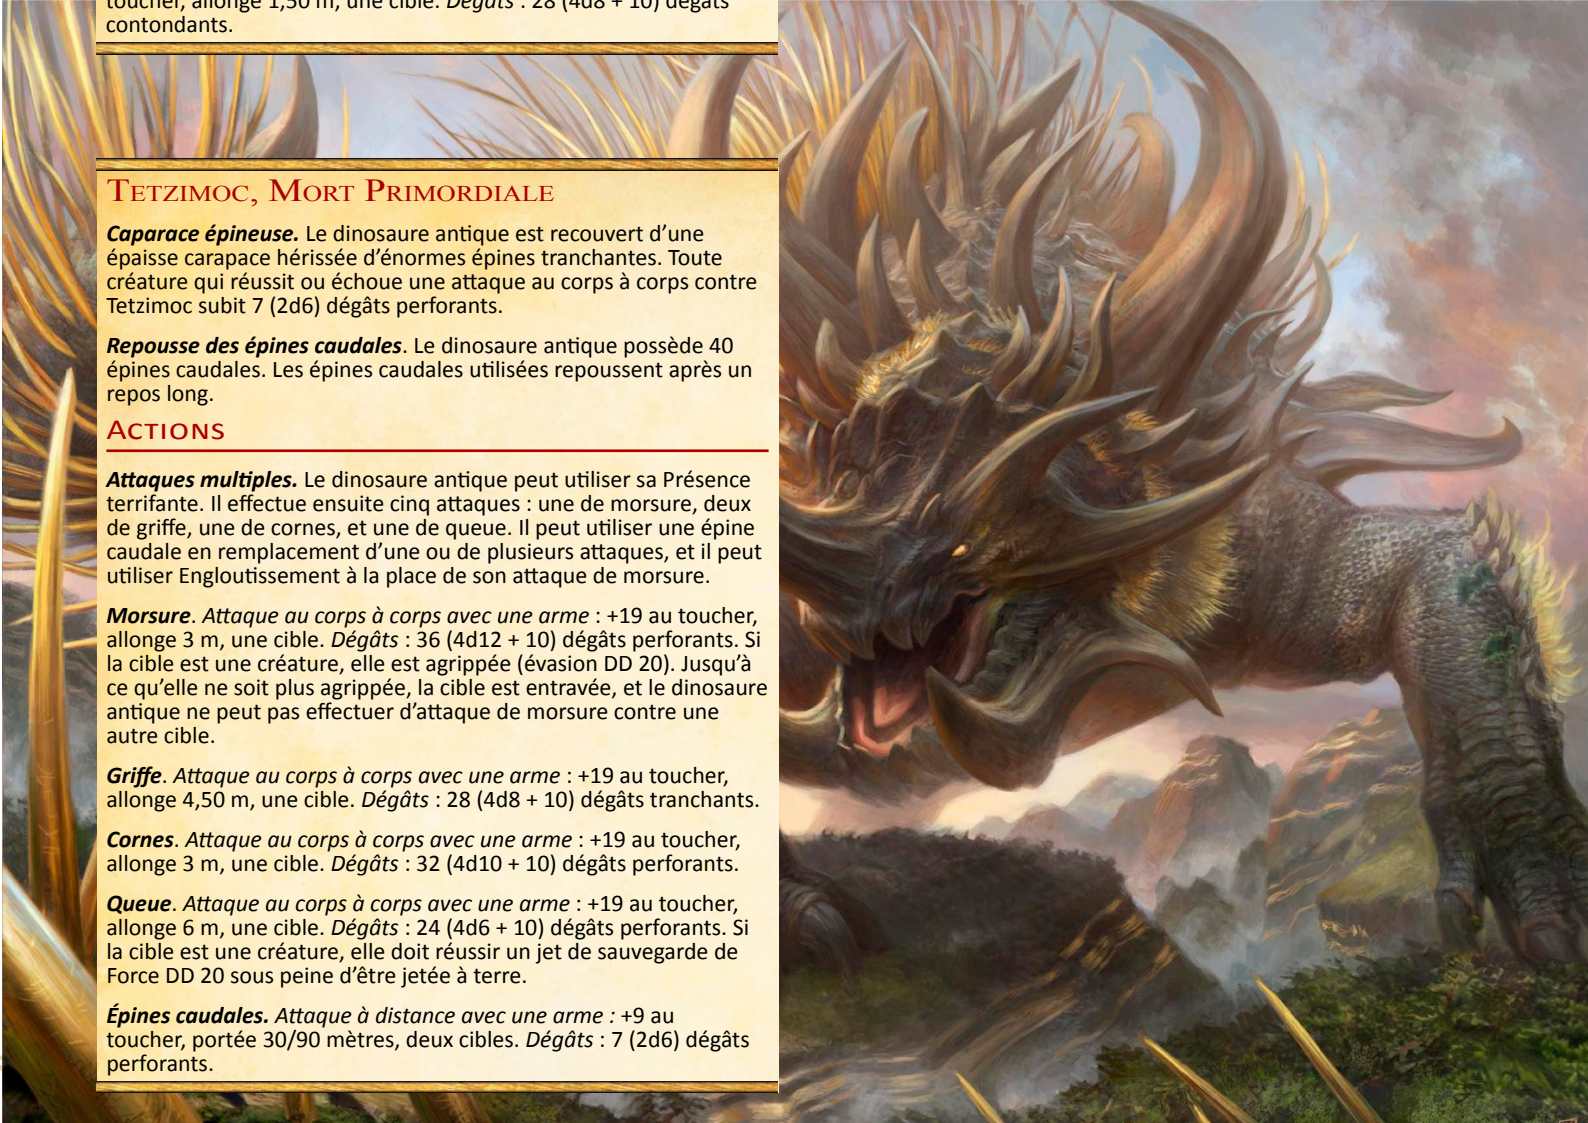 toucher, allonge 1,50 m, une cible. Dégâts : 28 (4d8 + 10) dégâts
contondants.
Tetzimoc, Mort Primordiale
Caparace épineuse. Le dinosaure antique est recouvert d’une
épaisse carapace hérissée d’énormes épines tranchantes. Toute
créature qui réussit ou échoue une attaque au corps à corps contre
Tetzimoc subit 7 (2d6) dégâts perforants.
Repousse des épines caudales. Le dinosaure antique possède 40
épines caudales. Les épines caudales utilisées repoussent après un
repos long.
Actions
Attaques multiples. Le dinosaure antique peut utiliser sa Présence
terrifante. Il effectue ensuite cinq attaques : une de morsure, deux
de griffe, une de cornes, et une de queue. Il peut utiliser une épine
caudale en remplacement d’une ou de plusieurs attaques, et il peut
utiliser Engloutissement à la place de son attaque de morsure.
Morsure. Attaque au corps à corps avec une arme : +19 au toucher,
allonge 3 m, une cible. Dégâts : 36 (4d12 + 10) dégâts perforants. Si
la cible est une créature, elle est agrippée (évasion DD 20). Jusqu’à
ce qu’elle ne soit plus agrippée, la cible est entravée, et le dinosaure
antique ne peut pas effectuer d’attaque de morsure contre une
autre cible.
Griffe. Attaque au corps à corps avec une arme : +19 au toucher,
allonge 4,50 m, une cible. Dégâts : 28 (4d8 + 10) dégâts tranchants.
Cornes. Attaque au corps à corps avec une arme : +19 au toucher,
allonge 3 m, une cible. Dégâts : 32 (4d10 + 10) dégâts perforants.
Queue. Attaque au corps à corps avec une arme : +19 au toucher,
allonge 6 m, une cible. Dégâts : 24 (4d6 + 10) dégâts perforants. Si
la cible est une créature, elle doit réussir un jet de sauvegarde de
Force DD 20 sous peine d’être jetée à terre.
Épines caudales. Attaque à distance avec une arme : +9 au
toucher, portée 30/90 mètres, deux cibles. Dégâts : 7 (2d6) dégâts
perforants.